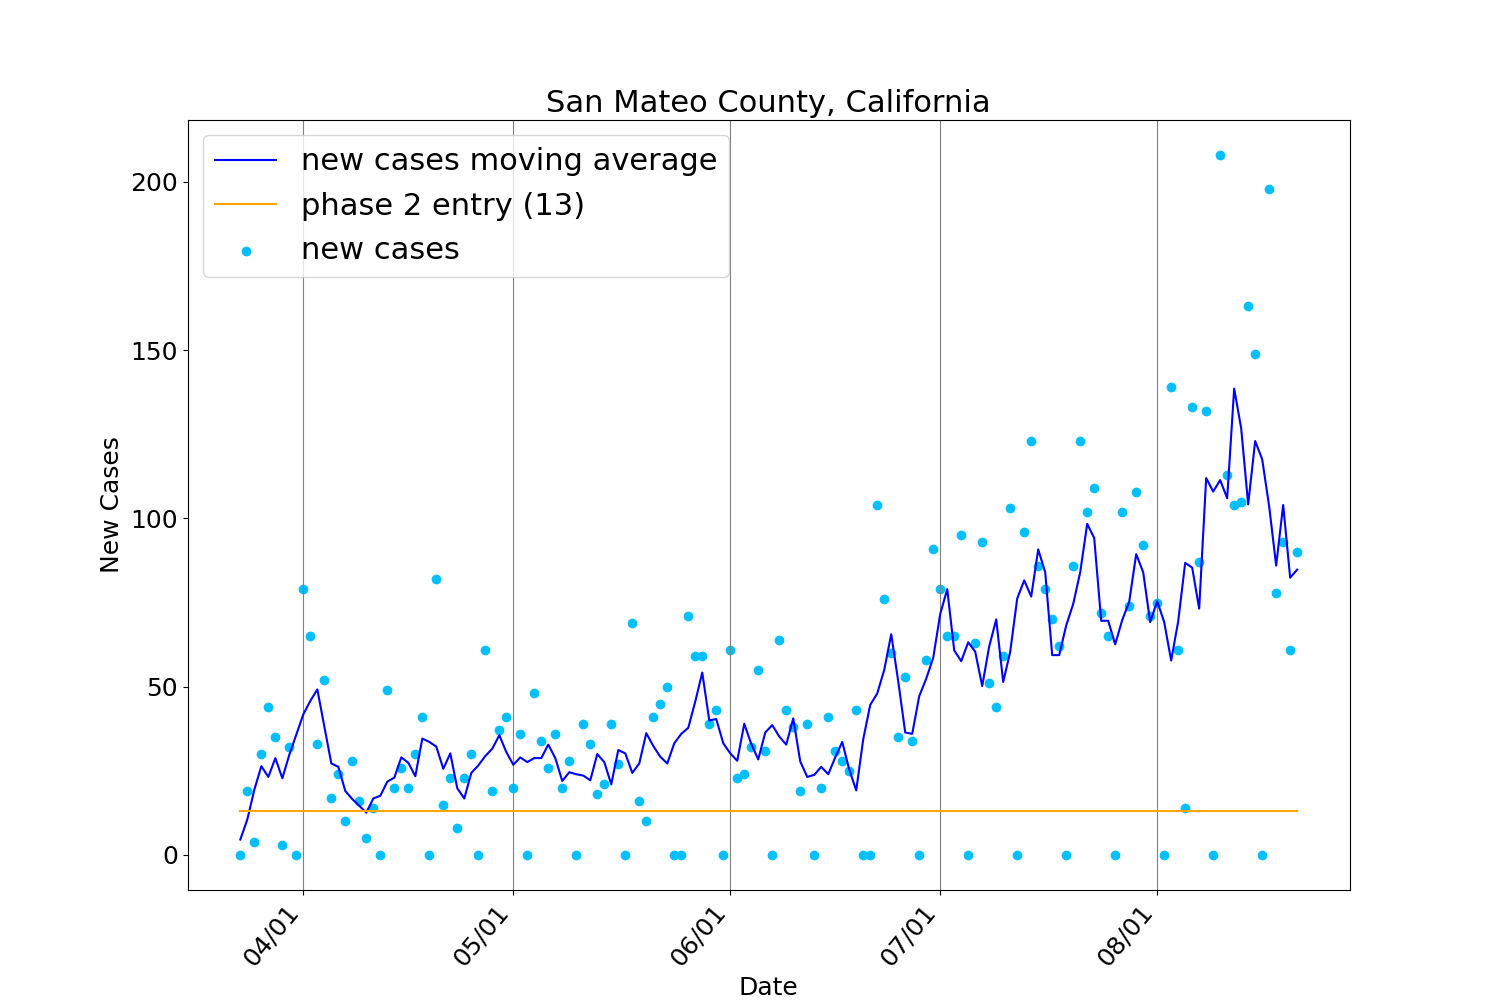 San Mateo County, California
new cases moving average
phase 2 entry (13)
new cases
200
150
100
50
0
New Cases
04/01
05/01
06/01
07/01
08/01
Date